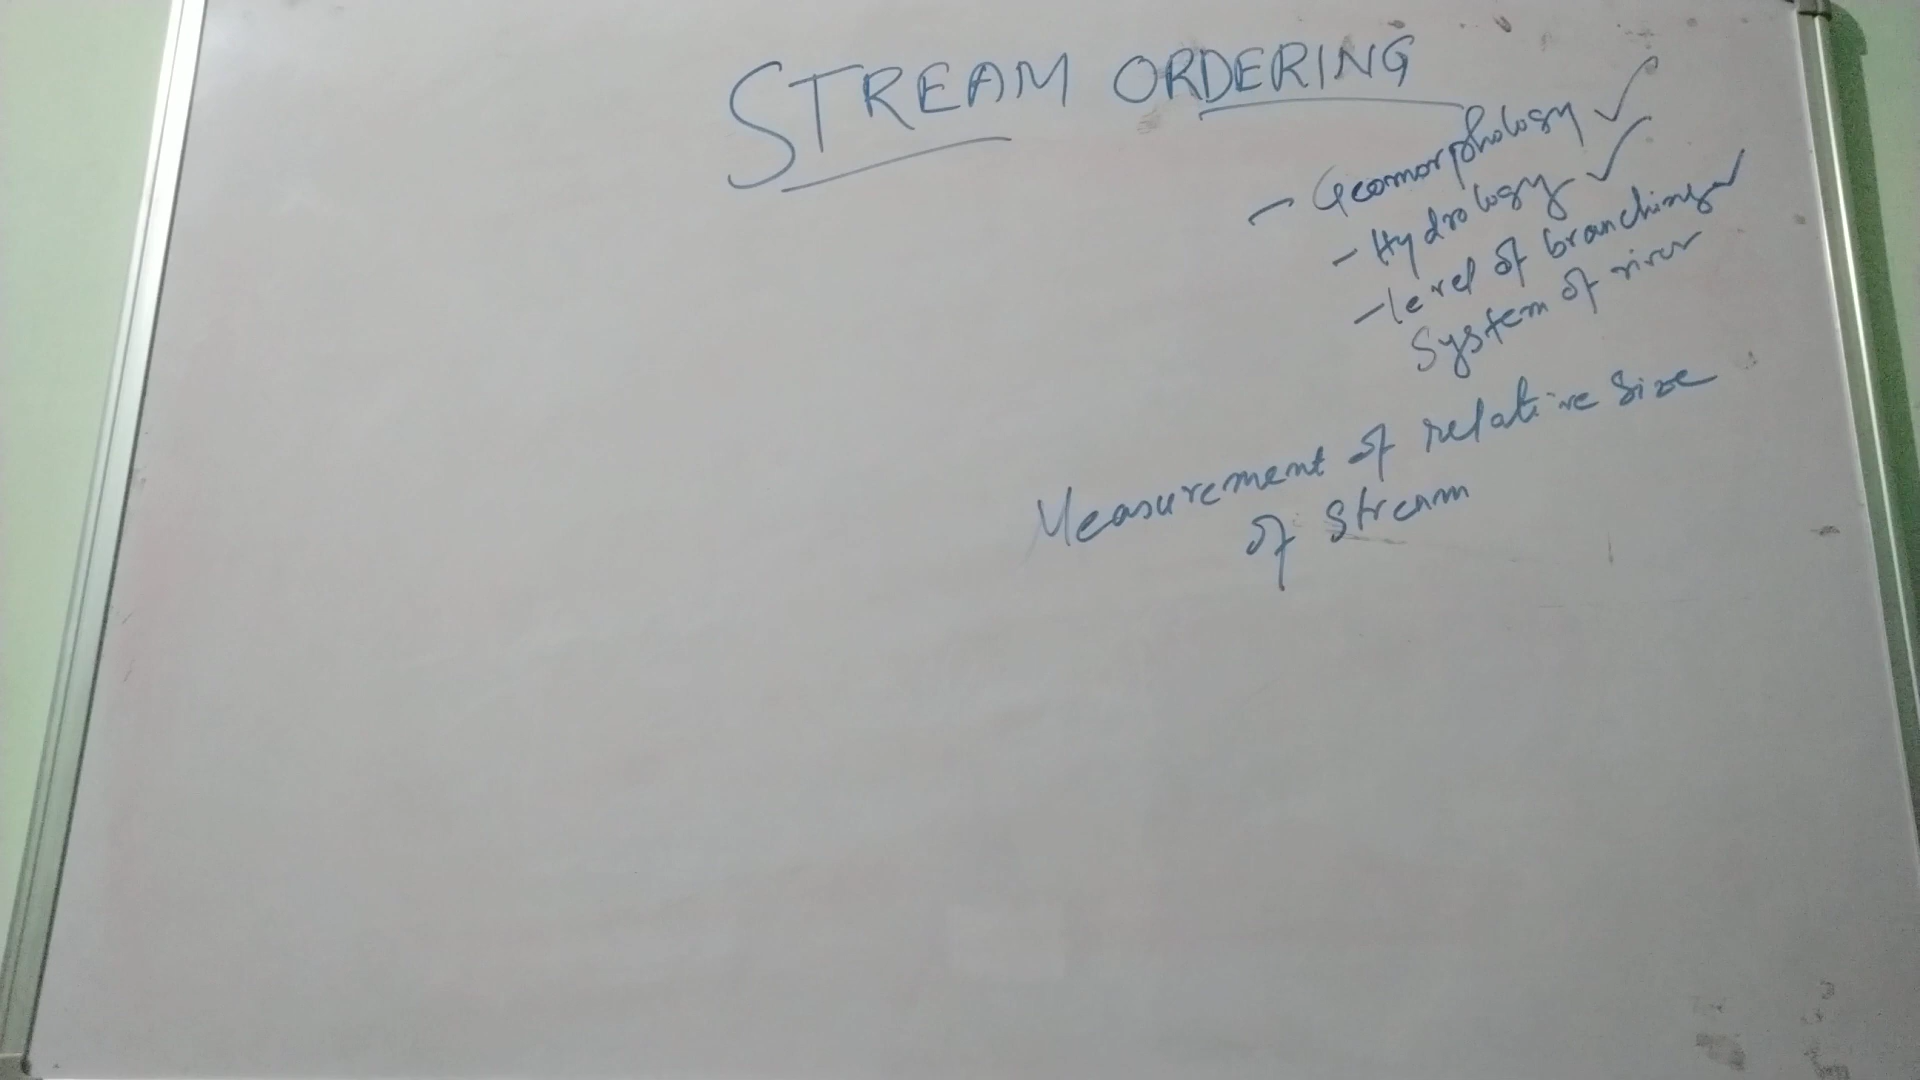 STREAM ORDERING
- Geomorphology ✓
- Hydrology ✓
- level of branching ✓
System of river
Measurement of relative size
of stream